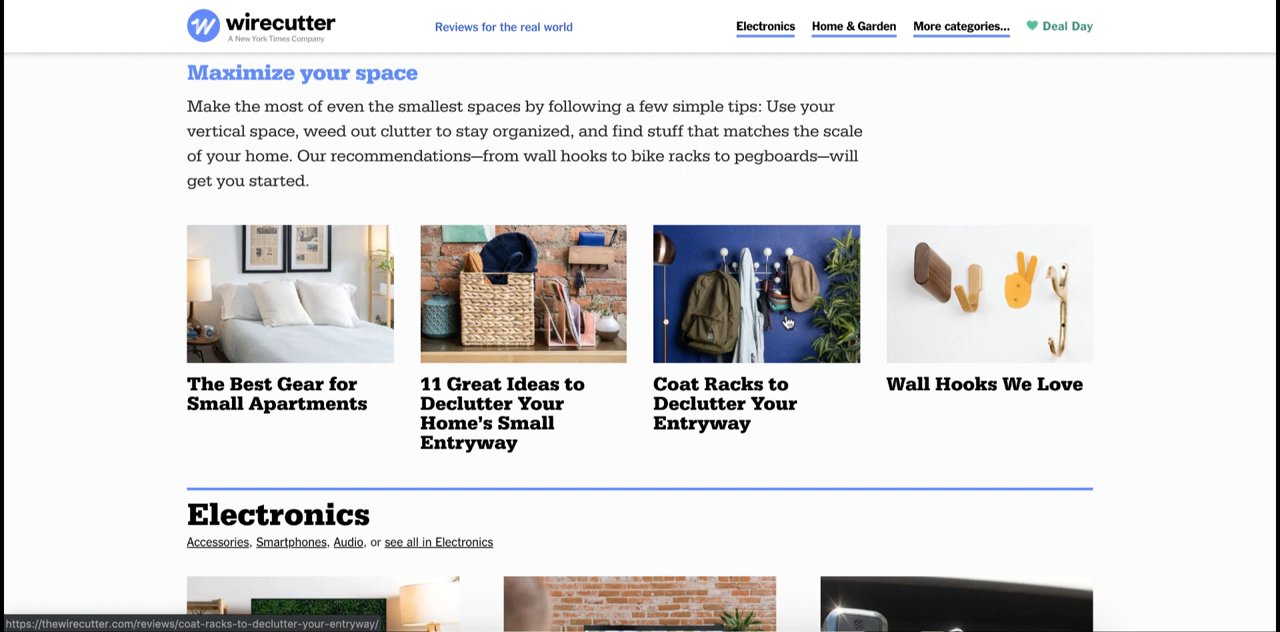 wirecutter
A New York Times Company
Reviews for the real world
Electronics
Home & Garden
More categories...
Deal Day
Maximize your space
Make the most of even the smallest spaces by following a few simple tips: Use your
vertical space, weed out clutter to stay organized, and find stuff that matches the scale
of your home. Our recommendations—from wall hooks to bike racks to pegboards—will
get you started.
The Best Gear for
Small Apartments
11 Great Ideas to
Declutter Your
Home's Small
Entryway
Coat Racks to
Declutter Your
Entryway
Wall Hooks We Love
Electronics
Accessories, Smartphones, Audio, or see all in Electronics
https://thewirecutter.com/reviews/coat-racks-to-declutter-your-entryway/